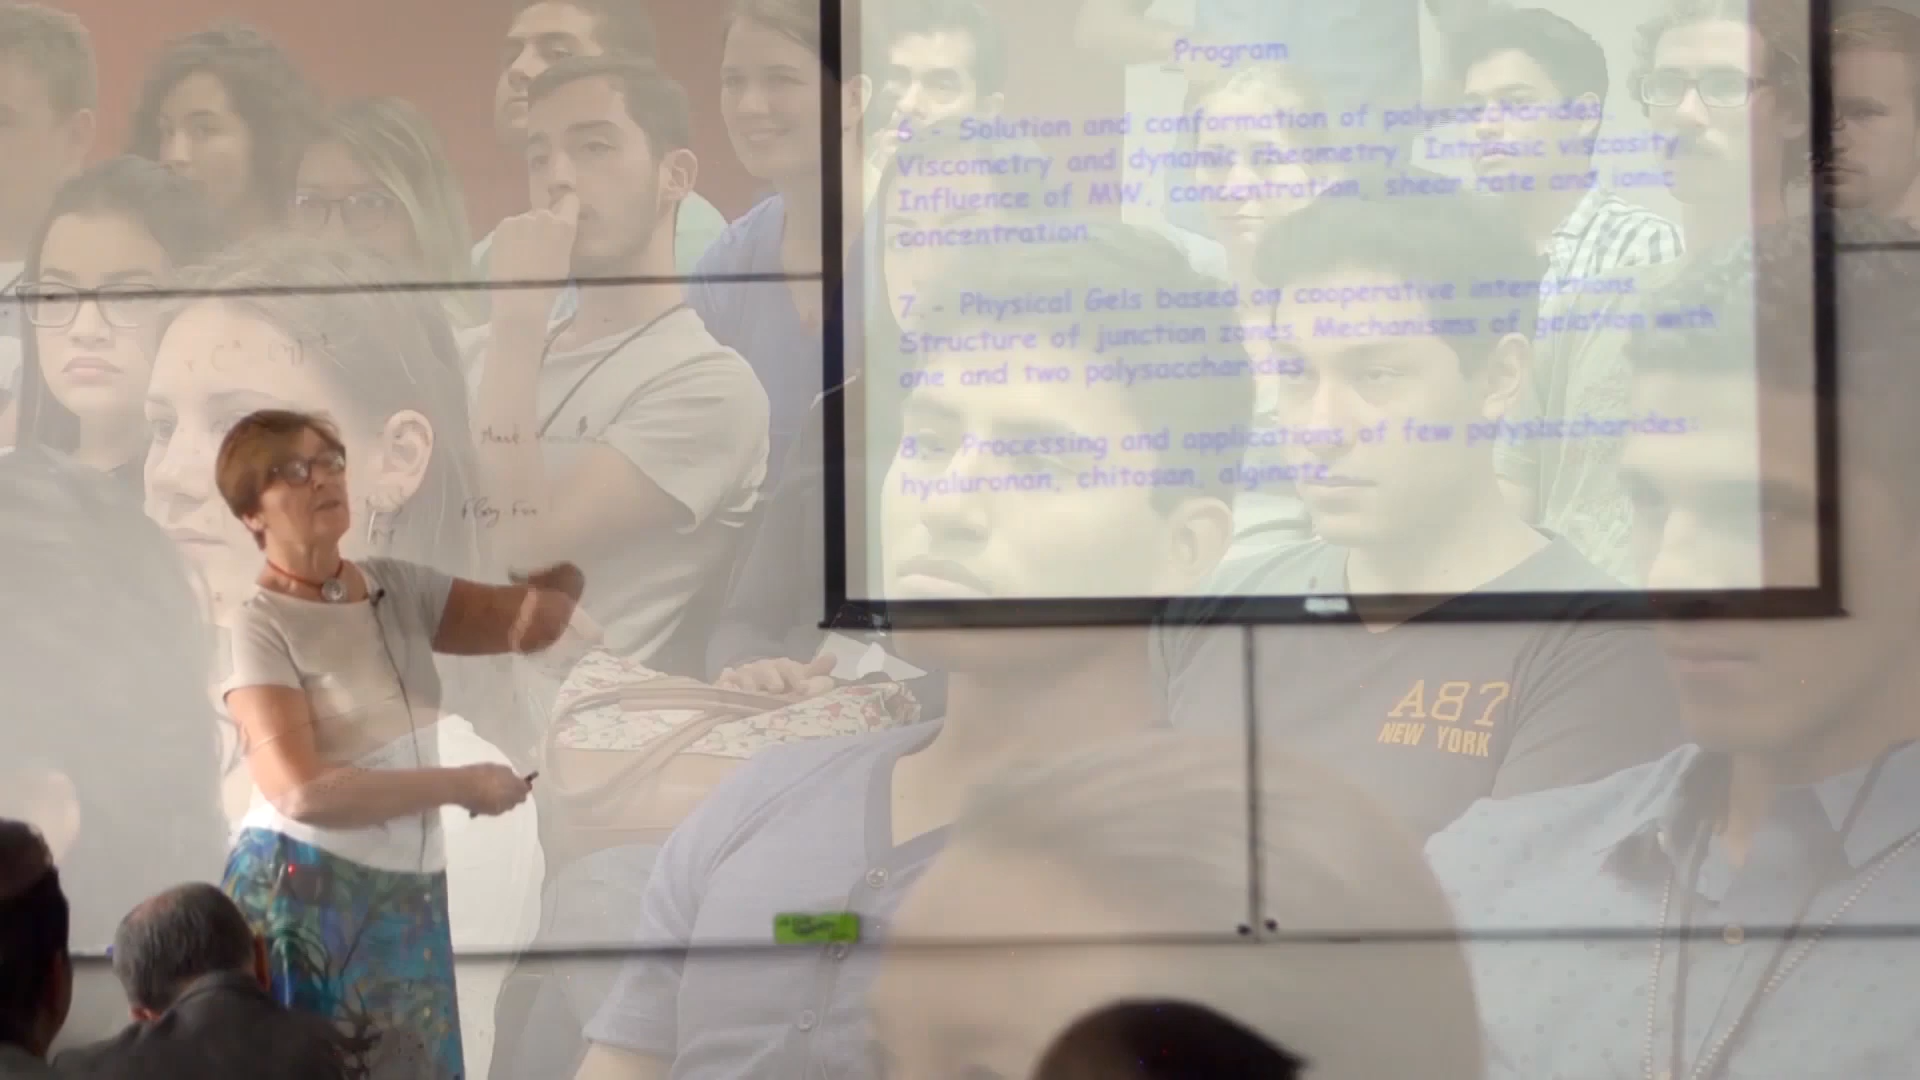 Program
6.- Solution and conformation of polysaccharides.
Viscometry and dynamic rheometry. Intrinsic viscosity
Influence of MW, concentration, shear rate and ionic
concentration.
7.- Physical Gels based on cooperative interactions.
Structure of junction zones. Mechanisms of gelation with
one and two polysaccharides.
8.- Processing and applications of few polysaccharides:
hyaluronan, chitosan, alginate.
Mark
A87
NEW YORK